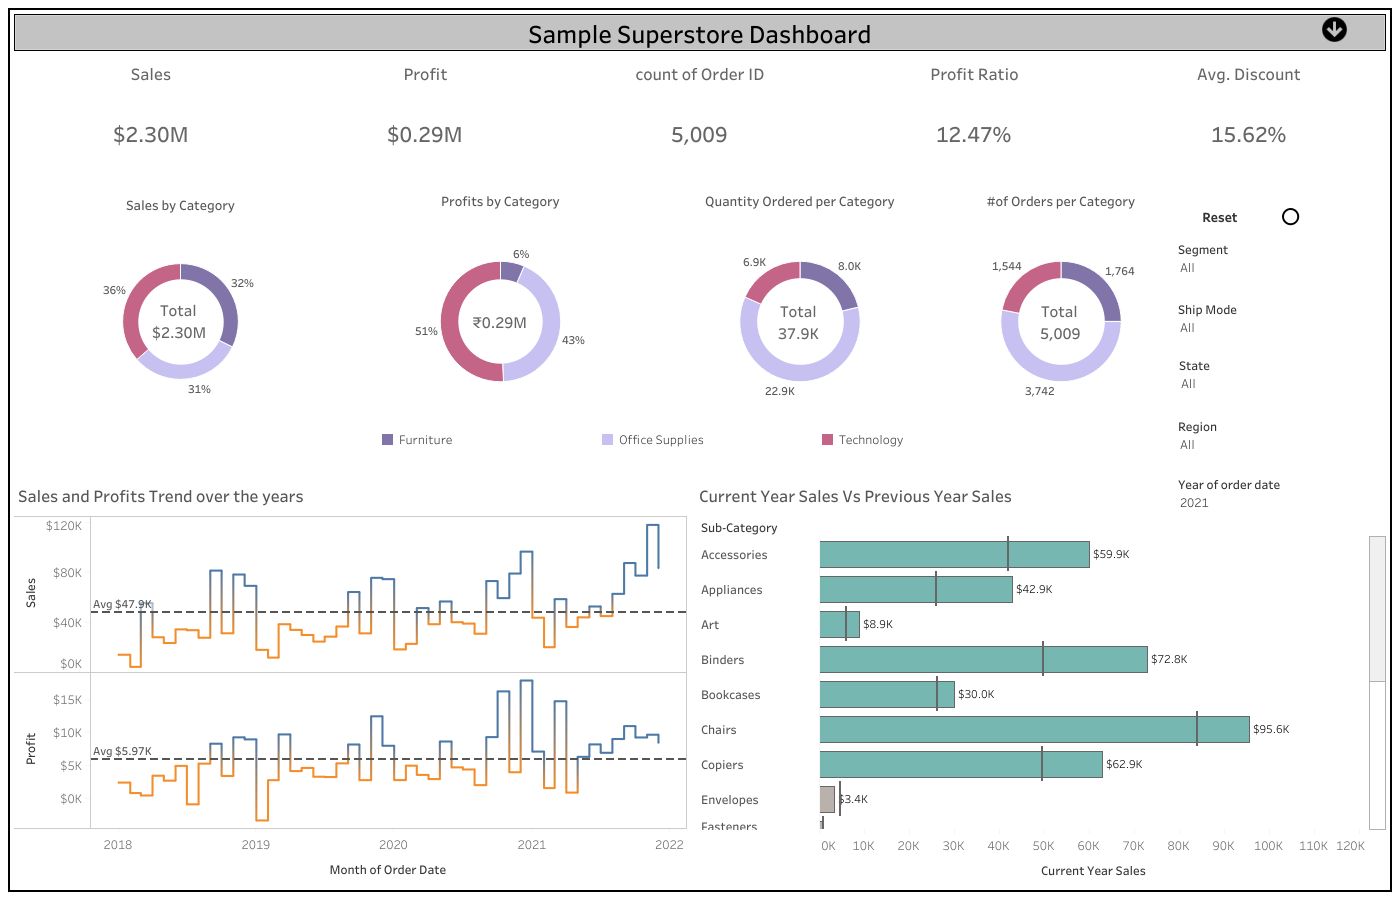 Sample Superstore Dashboard
Sales
Profit
count of Order ID
Profit Ratio
Avg. Discount
$2.30M
$0.29M
5,009
12.47%
15.62%
Sales by Category
Profits by Category
Quantity Ordered per Category
#of Orders per Category
36%
32%
31%
Total
$2.30M
6%
51%
43%
₹0.29M
6.9K
8.0K
22.9K
Total
37.9K
1,544
1,764
3,742
Total
5,009
Furniture
Office Supplies
Technology
Reset
Segment
All
Ship Mode
All
State
All
Region
All
Year of order date
2021
Sales and Profits Trend over the years
$120K
$80K
$40K
$0K
Sales
Avg $47.9K
$15K
$10K
$5K
$0K
Profit
Avg $5.97K
2018
2019
2020
2021
2022
Month of Order Date
Current Year Sales Vs Previous Year Sales
Sub-Category
Accessories
$59.9K
Appliances
$42.9K
Art
$8.9K
Binders
$72.8K
Bookcases
$30.0K
Chairs
$95.6K
Copiers
$62.9K
Envelopes
$3.4K
Fasteners
0K
10K
20K
30K
40K
50K
60K
70K
80K
90K
100K
110K
120K
Current Year Sales